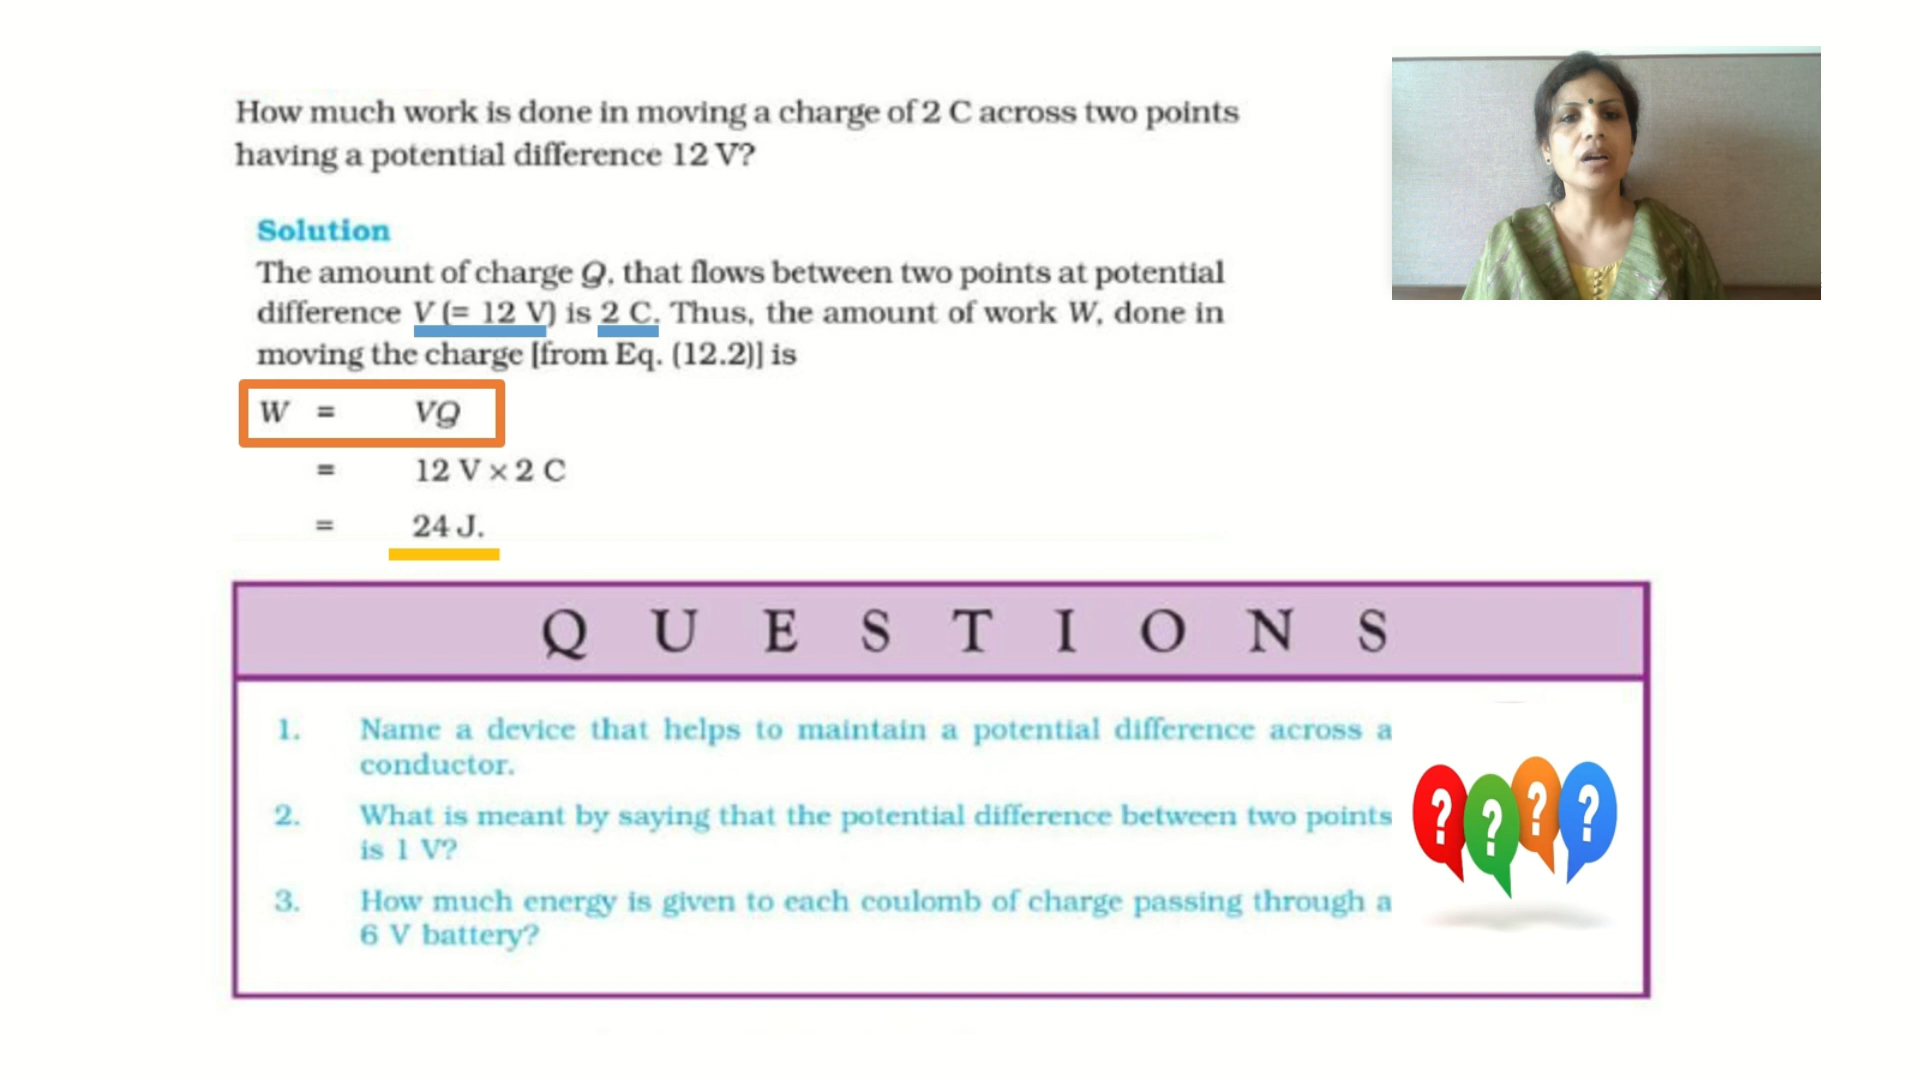 How much work is done in moving a charge of 2 C across two points
having a potential difference 12 V?
Solution
The amount of charge Q, that flows between two points at potential
difference V (= 12 V) is 2 C. Thus, the amount of work W, done in
moving the charge [from Eq. (12.2)] is
W = VQ
= 12 V × 2 C
= 24 J.
Q U E S T I O N S
1. Name a device that helps to maintain a potential difference across a
conductor.
2. What is meant by saying that the potential difference between two points
is 1 V?
3. How much energy is given to each coulomb of charge passing through a
6 V battery?
? ? ? ?